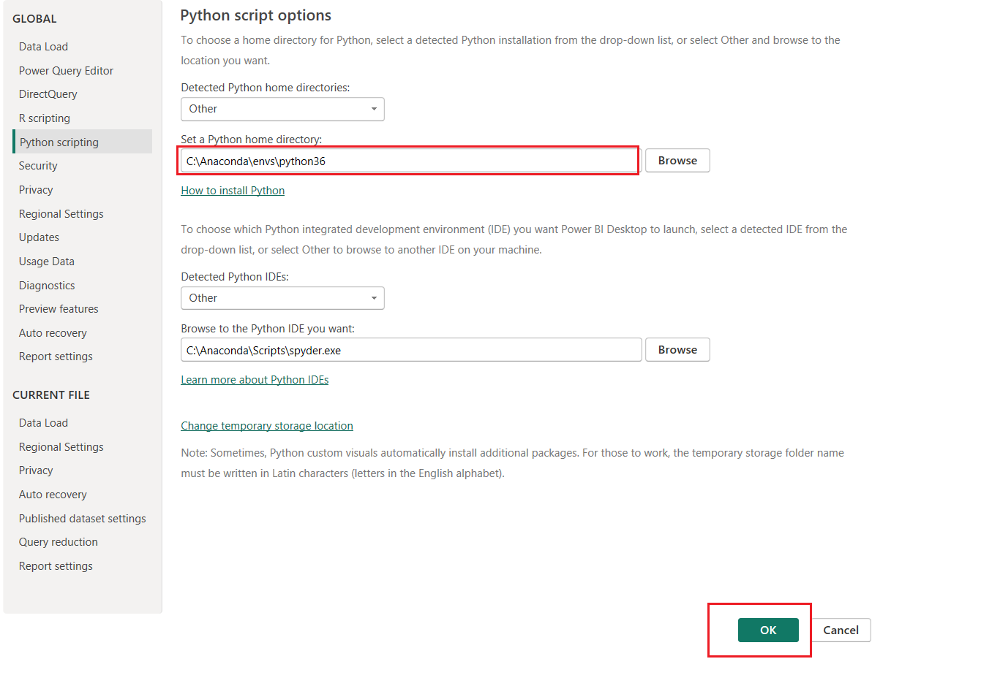 GLOBAL
Data Load
Power Query Editor
DirectQuery
R scripting
Python scripting
Security
Privacy
Regional Settings
Updates
Usage Data
Diagnostics
Preview features
Auto recovery
Report settings
CURRENT FILE
Data Load
Regional Settings
Privacy
Auto recovery
Published dataset settings
Query reduction
Report settings
Python script options
To choose a home directory for Python, select a detected Python installation from the drop-down list, or select Other and browse to the
location you want.
Detected Python home directories:
Other
Set a Python home directory:
C:\Anaconda\envs\python36
Browse
How to install Python
To choose which Python integrated development environment (IDE) you want Power BI Desktop to launch, select a detected IDE from the
drop-down list, or select Other to browse to another IDE on your machine.
Detected Python IDEs:
Other
Browse to the Python IDE you want:
C:\Anaconda\Scripts\spyder.exe
Browse
Learn more about Python IDEs
Change temporary storage location
Note: Sometimes, Python custom visuals automatically install additional packages. For those to work, the temporary storage folder name
must be written in Latin characters (letters in the English alphabet).
OK
Cancel